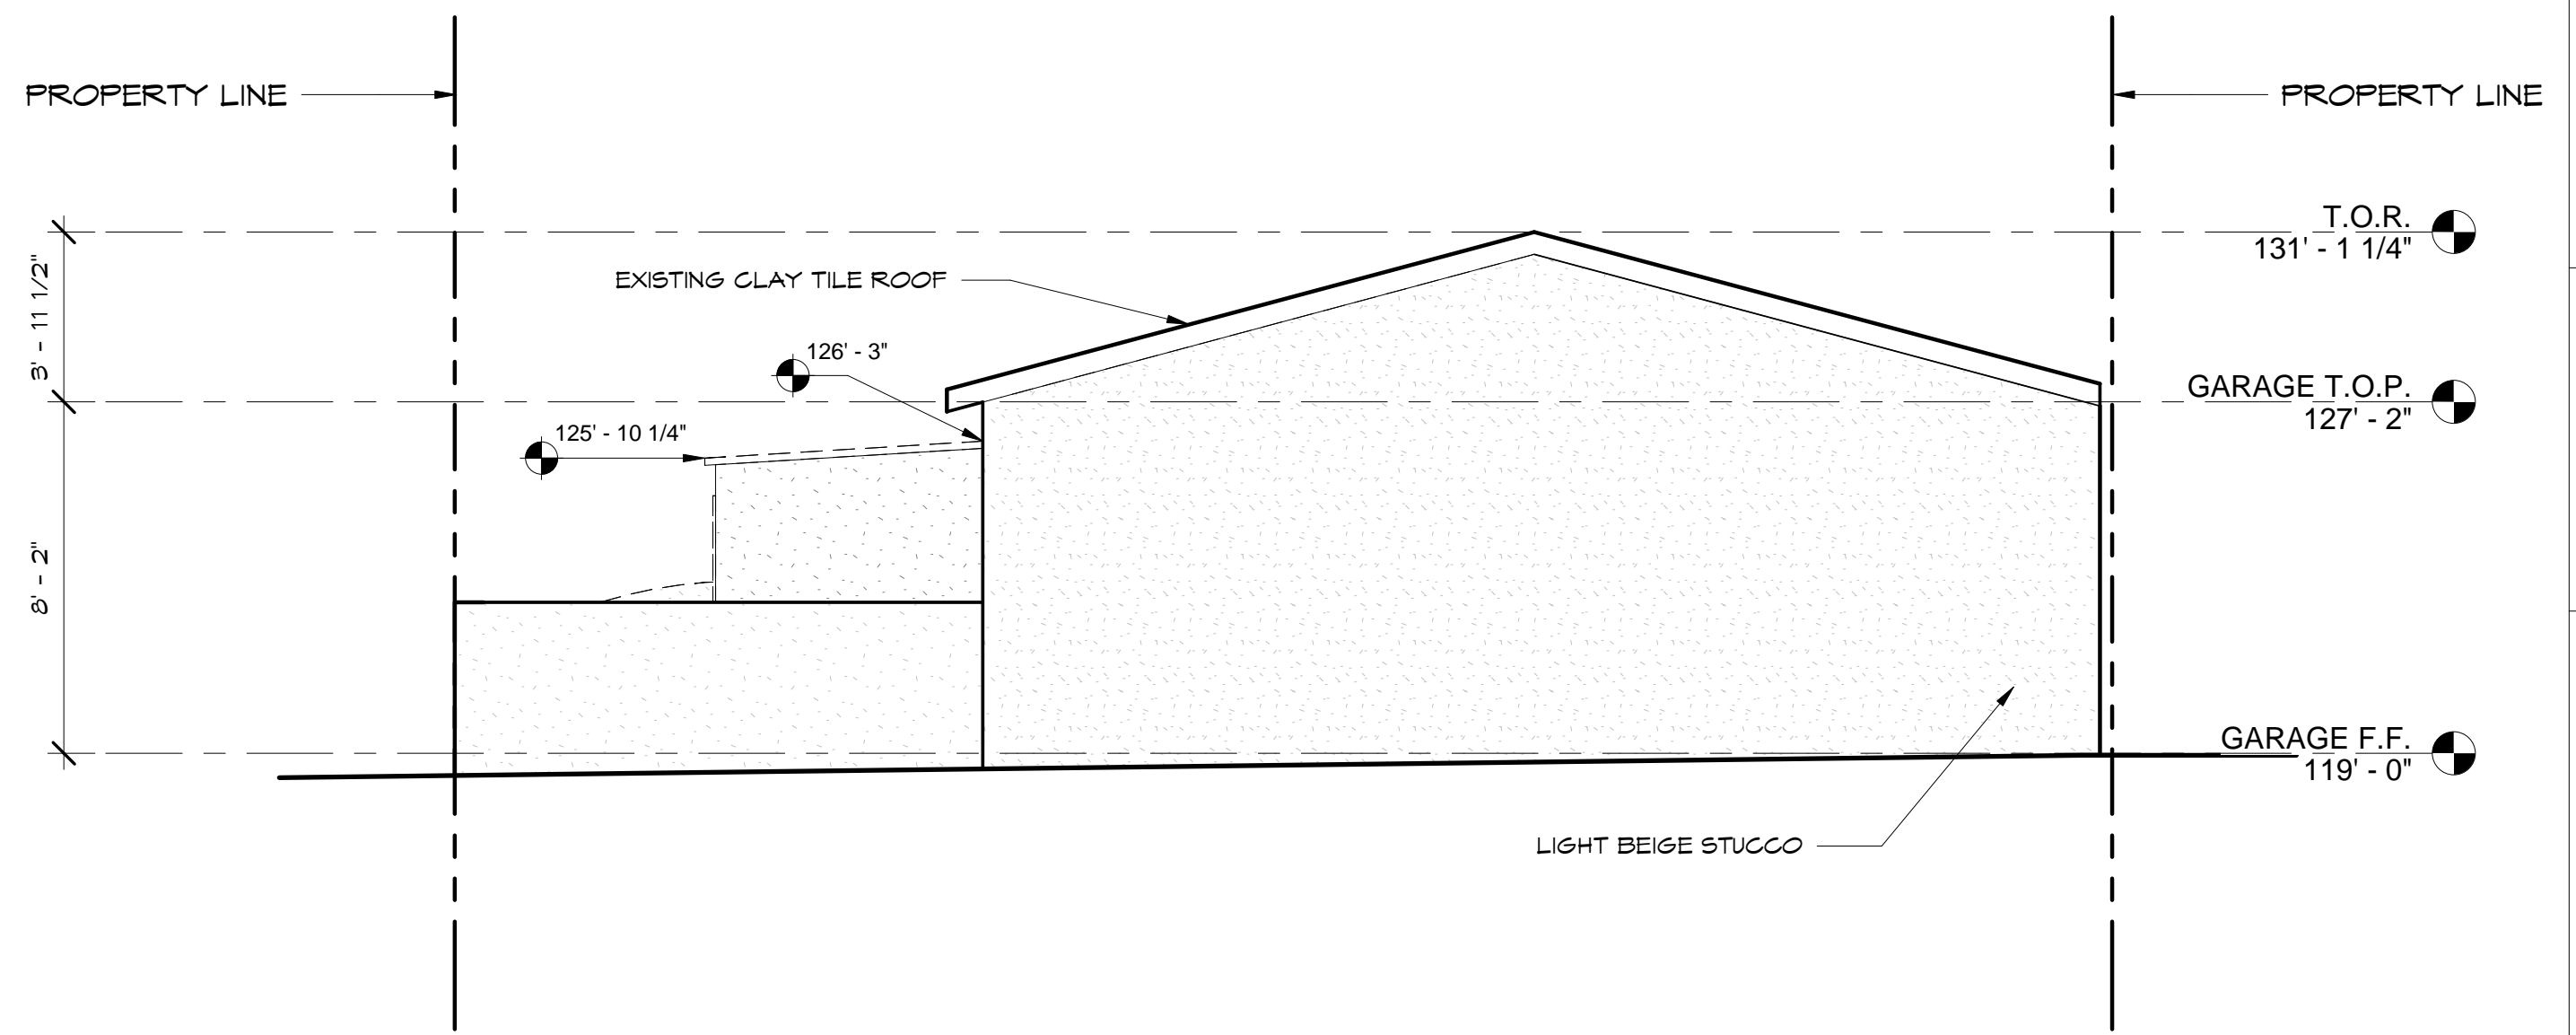 PROPERTY LINE
PROPERTY LINE
T.O.R.
131' - 1 1/4"
3' - 11 1/2"
EXISTING CLAY TILE ROOF
126' - 3"
GARAGE T.O.P.
127' - 2"
125' - 10 1/4"
8' - 2"
GARAGE F.F.
119' - 0"
LIGHT BEIGE STUCCO